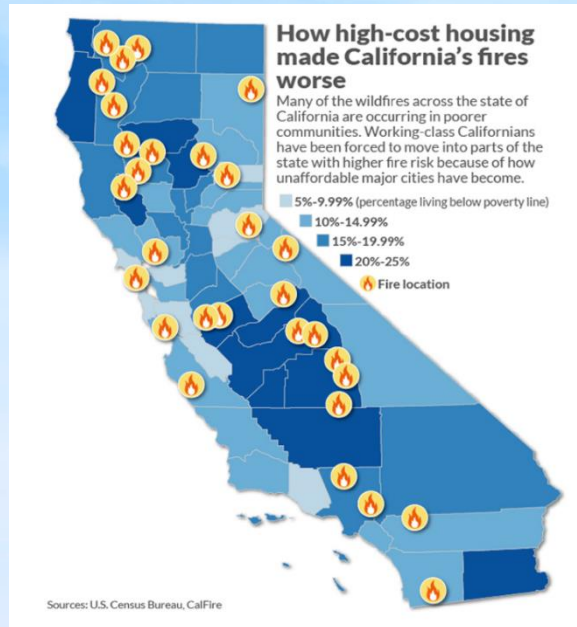 How high-cost housing
made California's fires
worse
Many of the wildfires across the state of
California are occurring in poorer
communities. Working-class Californians
have been forced to move into parts of the
state with higher fire risk because of how
unaffordable major cities have become.
5%-9.99% (percentage living below poverty line)
10%-14.99%
15%-19.99%
20%-25%
Fire location
Sources: U.S. Census Bureau, CalFire